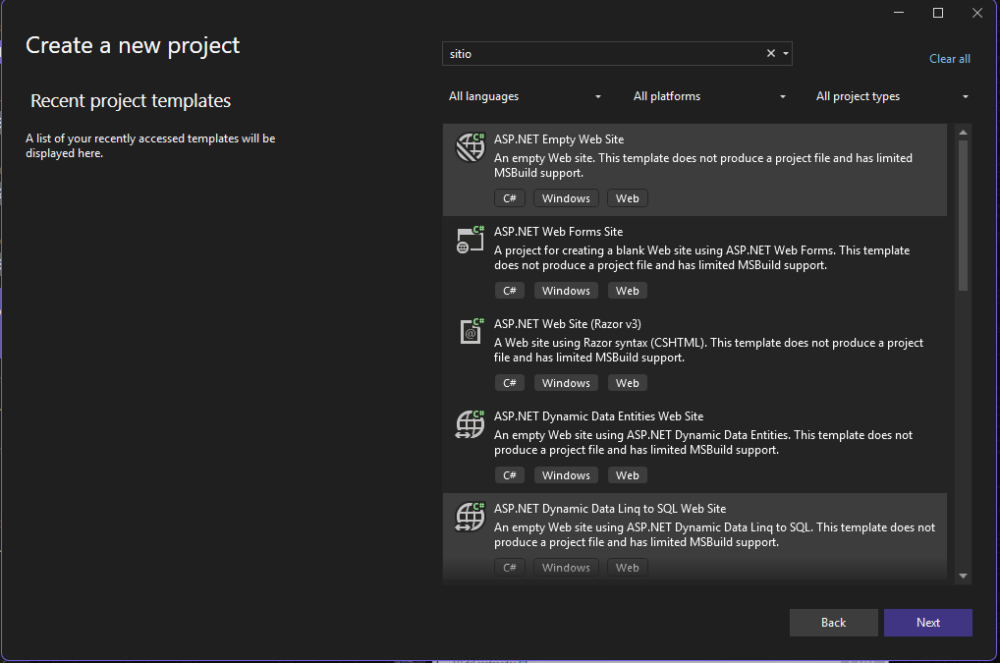 Create a new project
Recent project templates
A list of your recently accessed templates will be
displayed here.
sitio
Clear all
All languages
All platforms
All project types
C#
ASP.NET Empty Web Site
An empty Web site. This template does not produce a project file and has limited
MSBuild support.
C# Windows Web
C#
ASP.NET Web Forms Site
A project for creating a blank Web site using ASP.NET Web Forms. This template
does not produce a project file and has limited MSBuild support.
C# Windows Web
C#
@
ASP.NET Web Site (Razor v3)
A Web site using Razor syntax (CSHTML). This template does not produce a project
file and has limited MSBuild support.
C# Windows Web
C#
ASP.NET Dynamic Data Entities Web Site
An empty Web site using ASP.NET Dynamic Data Entities. This template does not
produce a project file and has limited MSBuild support.
C# Windows Web
C#
ASP.NET Dynamic Data Linq to SQL Web Site
An empty Web site using ASP.NET Dynamic Data Linq to SQL. This template does not
produce a project file and has limited MSBuild support.
C# Windows Web
Back
Next